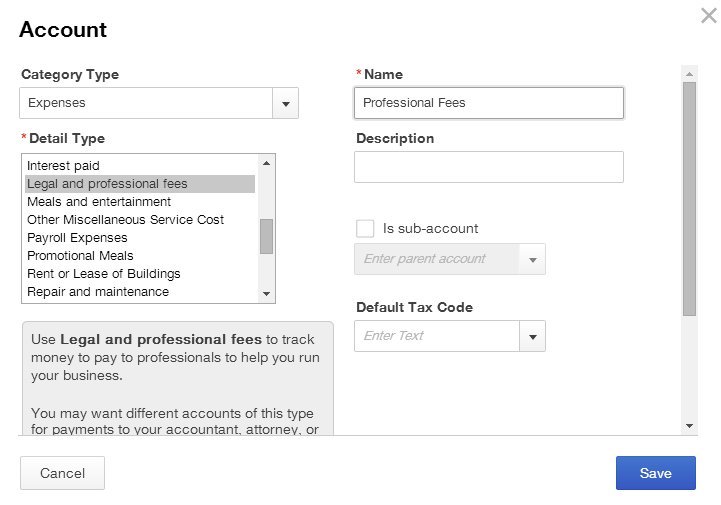 Account
Category Type
Expenses
* Detail Type
Interest paid
Legal and professional fees
Meals and entertainment
Other Miscellaneous Service Cost
Payroll Expenses
Promotional Meals
Rent or Lease of Buildings
Repair and maintenance
Use Legal and professional fees to track
money to pay to professionals to help you run
your business.
You may want different accounts of this type
for payments to your accountant, attorney, or
* Name
Professional Fees
Description
Is sub-account
Enter parent account
Default Tax Code
Enter Text
Cancel
Save